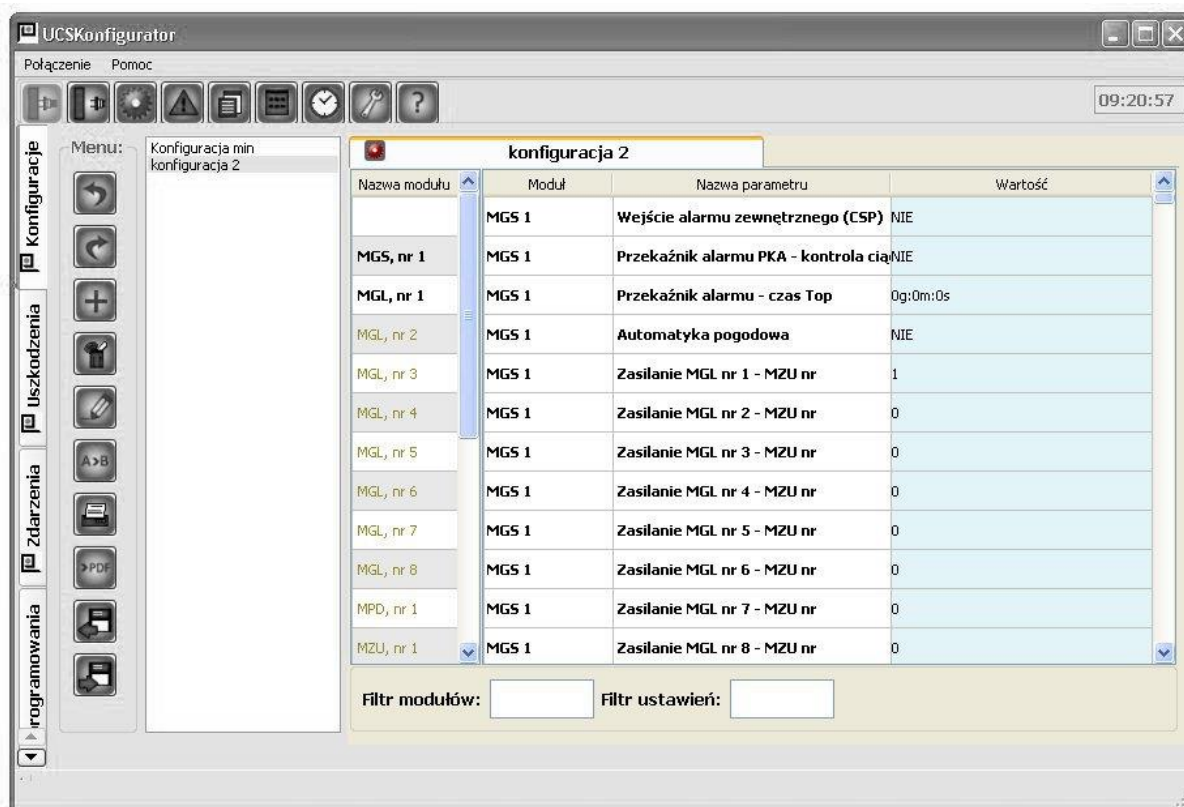 UCSKonfigurator
Połączenie Pomoc
?
09:20:57
Konfiguracje
Uszkodzenia
Zdarzenia
rogramowania
Menu:
A>B
>PDF
Konfiguracja min
konfiguracja 2
konfiguracja 2
Nazwa modułu
MGS, nr 1
MGL, nr 1
MGL, nr 2
MGL, nr 3
MGL, nr 4
MGL, nr 5
MGL, nr 6
MGL, nr 7
MGL, nr 8
MPD, nr 1
MZU, nr 1
Moduł Nazwa parametru Wartość
MGS 1 Wejście alarmu zewnętrznego (CSP) NIE
MGS 1 Przekaźnik alarmu PKA - kontrola cią NIE
MGS 1 Przekaźnik alarmu - czas Top 0g:0m:0s
MGS 1 Automatyka pogodowa NIE
MGS 1 Zasilanie MGL nr 1 - MZU nr 1
MGS 1 Zasilanie MGL nr 2 - MZU nr 0
MGS 1 Zasilanie MGL nr 3 - MZU nr 0
MGS 1 Zasilanie MGL nr 4 - MZU nr 0
MGS 1 Zasilanie MGL nr 5 - MZU nr 0
MGS 1 Zasilanie MGL nr 6 - MZU nr 0
MGS 1 Zasilanie MGL nr 7 - MZU nr 0
MGS 1 Zasilanie MGL nr 8 - MZU nr 0
Filtr modułów: Filtr ustawień: